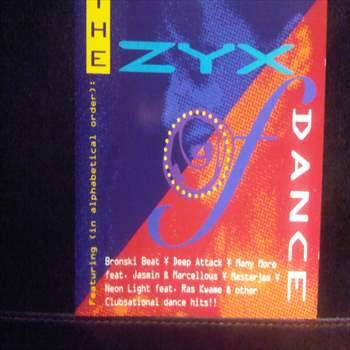 THE
ZYX
of
DANCE
Featuring (in alphabetical order):
Bronski Beat ¥ Deep Attack ¥ Many More
feat. Jasmin & Marcellous ¥ Masterjam ¥
Neon Light feat. Ras Kwame & other
Clubsational dance hits!!